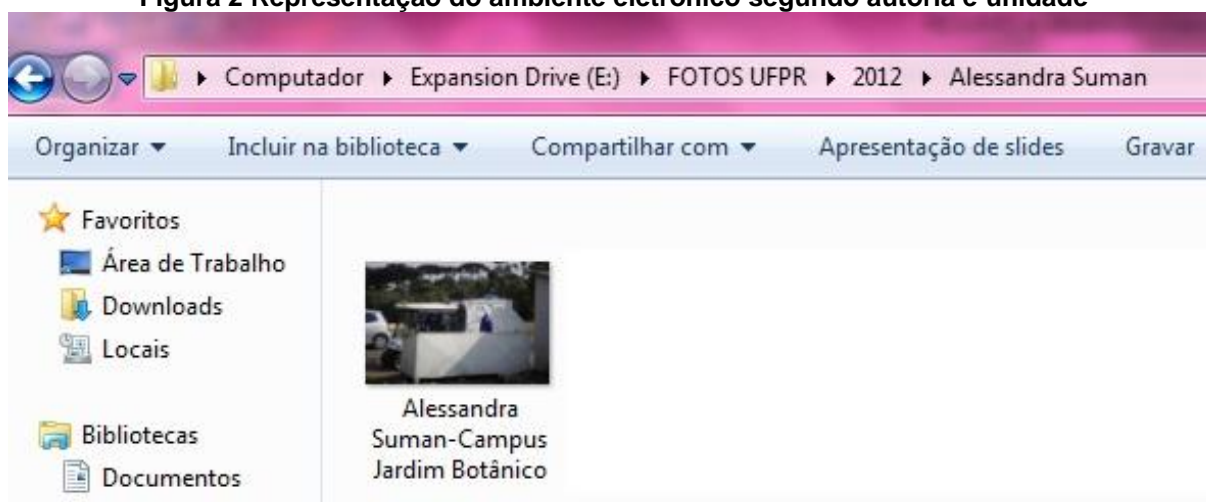 Figura 2 Representação do ambiente eletrônico segundo autoria e unidade
Computador Expansion Drive (E:) FOTOS UFPR 2012 Alessandra Suman
Organizar Incluir na biblioteca Compartilhar com Apresentação de slides Gravar
Favoritos
Área de Trabalho
Downloads
Locais
Bibliotecas
Documentos
Alessandra
Suman-Campus
Jardim Botânico